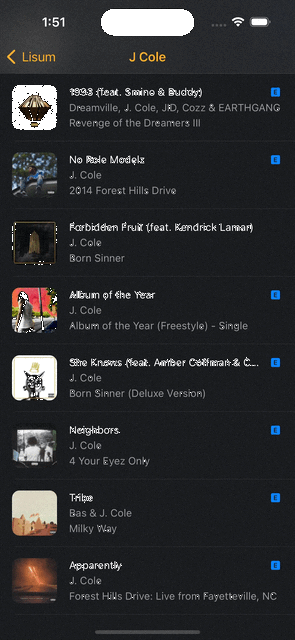 1:51
Lisum
J Cole
1993 (feat. Smino & Buddy)
E
Dreamville, J. Cole, JID, Cozz & EARTHGANG
Revenge of the Dreamers III
No Role Modelz
E
J. Cole
2014 Forest Hills Drive
Forbidden Fruit (feat. Kendrick Lamar)
J. Cole
Born Sinner
Album of the Year
E
J. Cole
Album of the Year (Freestyle) - Single
She Knows (feat. Amber Coffman & C...
E
J. Cole
Born Sinner (Deluxe Version)
Neighbors
E
J. Cole
4 Your Eyez Only
Tribe
E
Bas & J. Cole
Milky Way
Apparently
E
J. Cole
Forest Hills Drive: Live from Fayetteville, NC